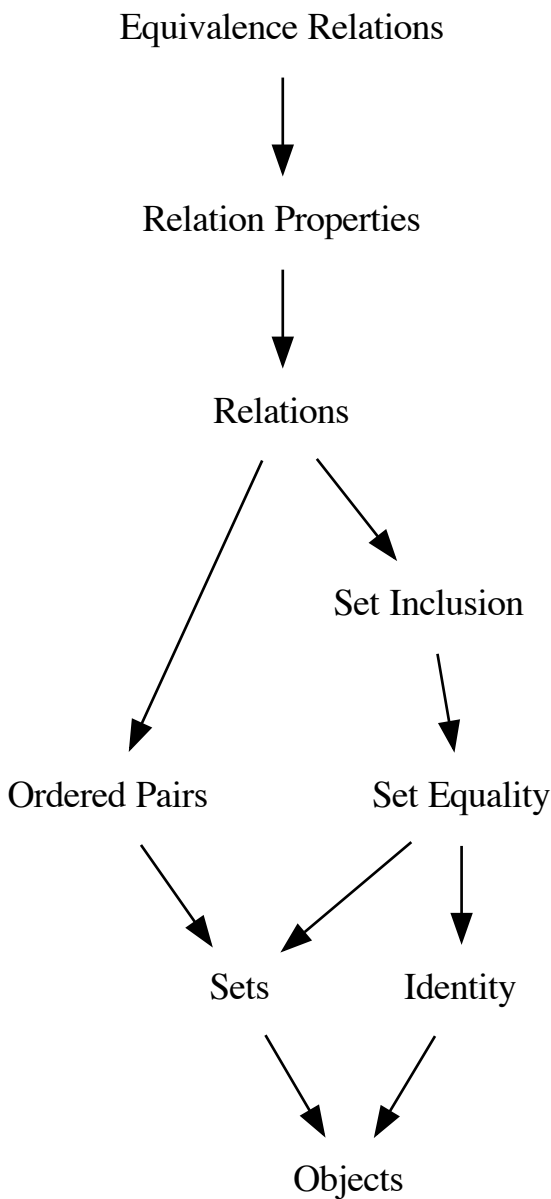 Equivalence Relations
Relation Properties
Relations
Set Inclusion
Ordered Pairs
Set Equality
Sets
Identity
Objects